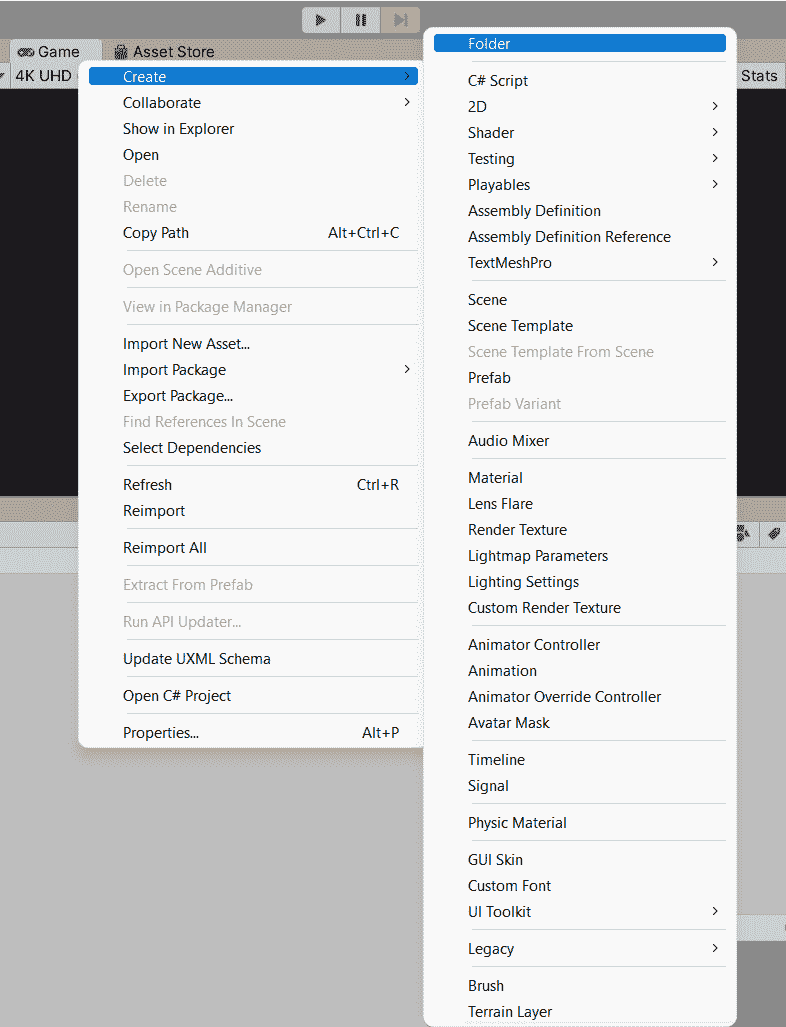 Game
Asset Store
4K UHD
Stats
Create
Collaborate
Show in Explorer
Open
Delete
Rename
Copy Path Alt+Ctrl+C
Open Scene Additive
View in Package Manager
Import New Asset...
Import Package
Export Package...
Find References In Scene
Select Dependencies
Refresh Ctrl+R
Reimport
Reimport All
Extract From Prefab
Run API Updater...
Update UXML Schema
Open C# Project
Properties... Alt+P
Folder
C# Script
2D
Shader
Testing
Playables
Assembly Definition
Assembly Definition Reference
TextMeshPro
Scene
Scene Template
Scene Template From Scene
Prefab
Prefab Variant
Audio Mixer
Material
Lens Flare
Render Texture
Lightmap Parameters
Lighting Settings
Custom Render Texture
Animator Controller
Animation
Animator Override Controller
Avatar Mask
Timeline
Signal
Physic Material
GUI Skin
Custom Font
UI Toolkit
Legacy
Brush
Terrain Layer